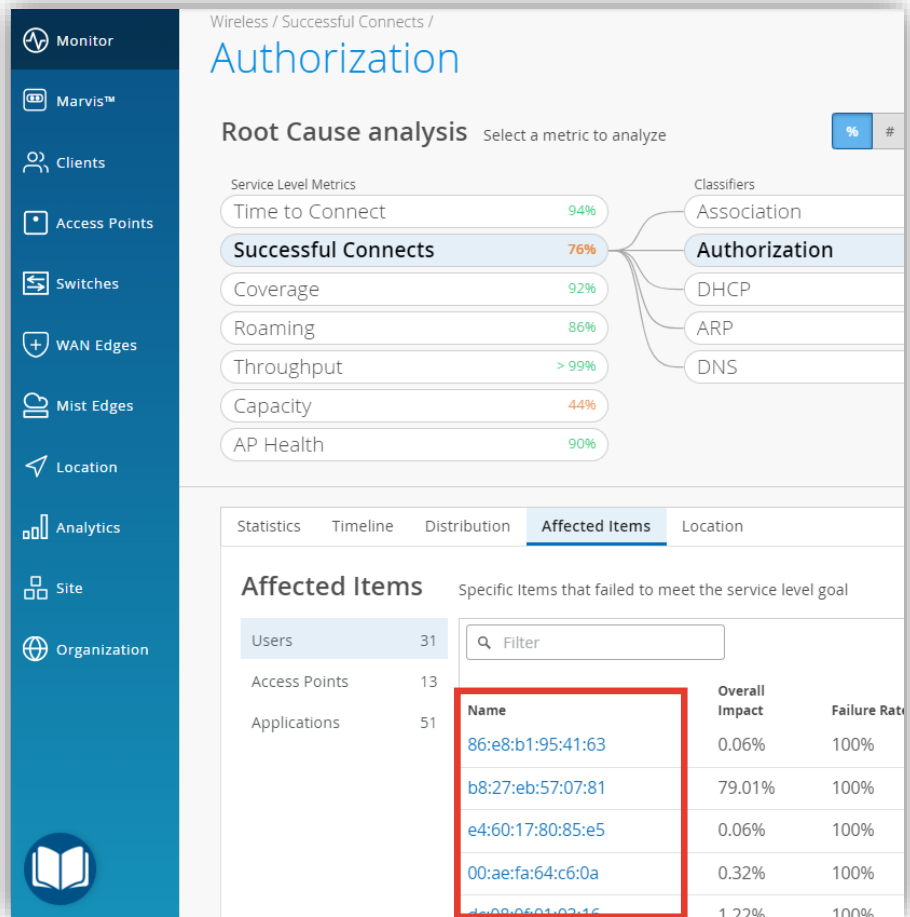 Monitor
Marvis™
Clients
Access Points
Switches
WAN Edges
Mist Edges
Location
Analytics
Site
Organization
Wireless / Successful Connects /
Authorization
Root Cause analysis Select a metric to analyze % #
Service Level Metrics Classifiers
Time to Connect 94% Association
Successful Connects 76% Authorization
Coverage 92% DHCP
Roaming 86% ARP
Throughput > 99% DNS
Capacity 44%
AP Health 90%
Statistics Timeline Distribution Affected Items Location
Affected Items Specific Items that failed to meet the service level goal
Users 31
Access Points 13
Applications 51
Filter
Name Overall Impact Failure Rate
86:e8:b1:95:41:63 0.06% 100%
b8:27:eb:57:07:81 79.01% 100%
e4:60:17:80:85:e5 0.06% 100%
00:ae:fa:64:c6:0a 0.32% 100%
1.22% 100%